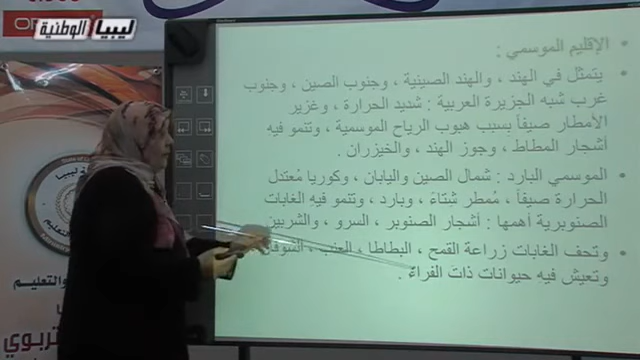 ليبيا الوطنية
الإقليم الموسمي :
يتمثل في الهند ، والهند الصينية ، وجنوب الصين ، وجنوب
غرب شبه الجزيرة العربية : شديد الحرارة ، وغزير
الأمطار صيفاً بسبب هبوب الرياح الموسمية ، وتنمو فيه
أشجار المطاط ، وجوز الهند ، والخيزران .
الموسمي البارد : شمال الصين واليابان ، وكوريا مُعتدل
الحرارة صيفاً ، مُمطر شِتاءً ، وبارد ، وتنمو فيهِ الغابات
الصنوبرية أهمها : أشجار الصنوبر ، السرو ، والشربين
وتحف الغابات زراعة القمح ، البطاطا ، العنب ،
وتعيش فيه حيوانات ذات الفراءً .
والتعليم